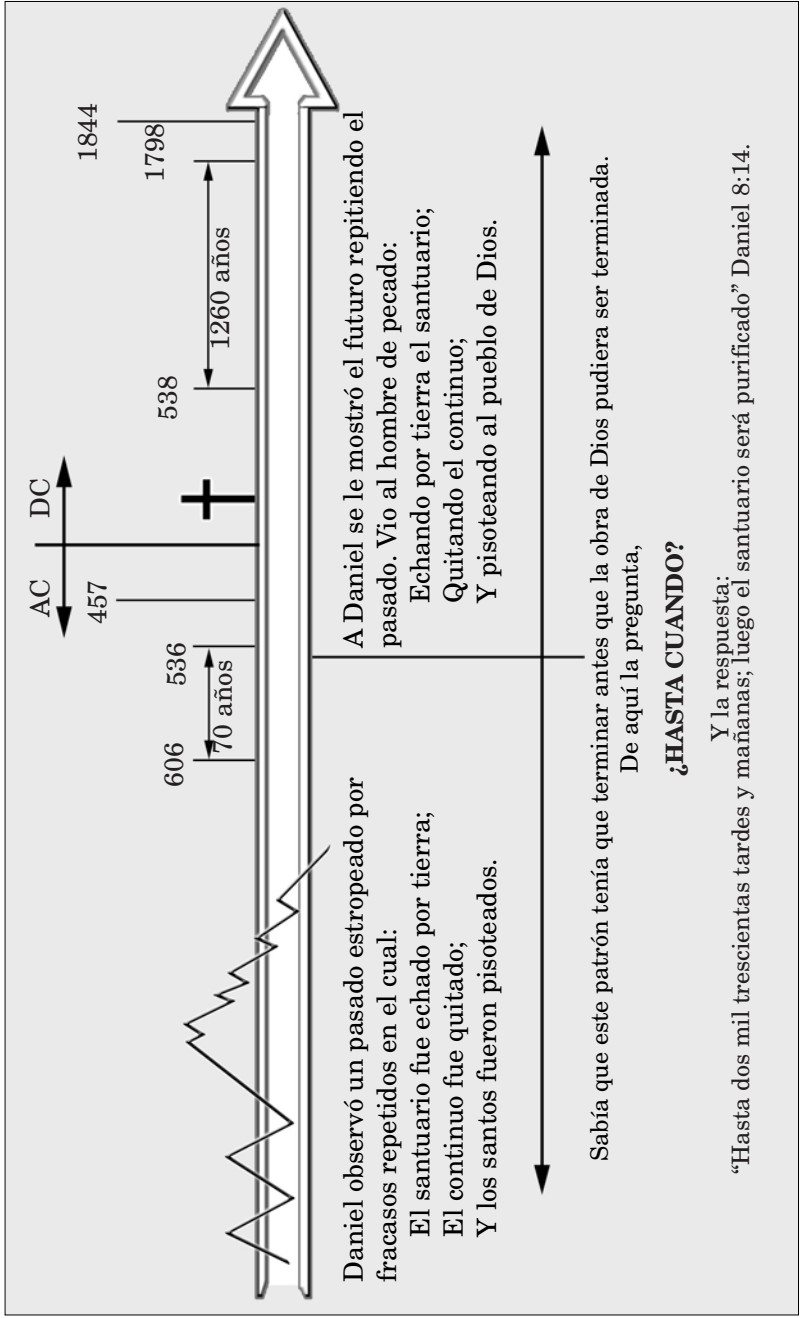 AC DC
457
606
536
70 años
538
1260 años
1798
1844
Daniel observó un pasado estropeado por
fracasos repetidos en el cual:
El santuario fue echado por tierra;
El continuo fue quitado;
Y los santos fueron pisoteados.
A Daniel se le mostró el futuro repitiendo el
pasado. Vio al hombre de pecado:
Echando por tierra el santuario;
Quitando el continuo;
Y pisoteando al pueblo de Dios.
Sabía que este patrón tenía que terminar antes que la obra de Dios pudiera ser terminada.
De aquí la pregunta,
¿HASTA CUANDO?
Y la respuesta:
“Hasta dos mil trescientas tardes y mañanas; luego el santuario será purificado” Daniel 8:14.